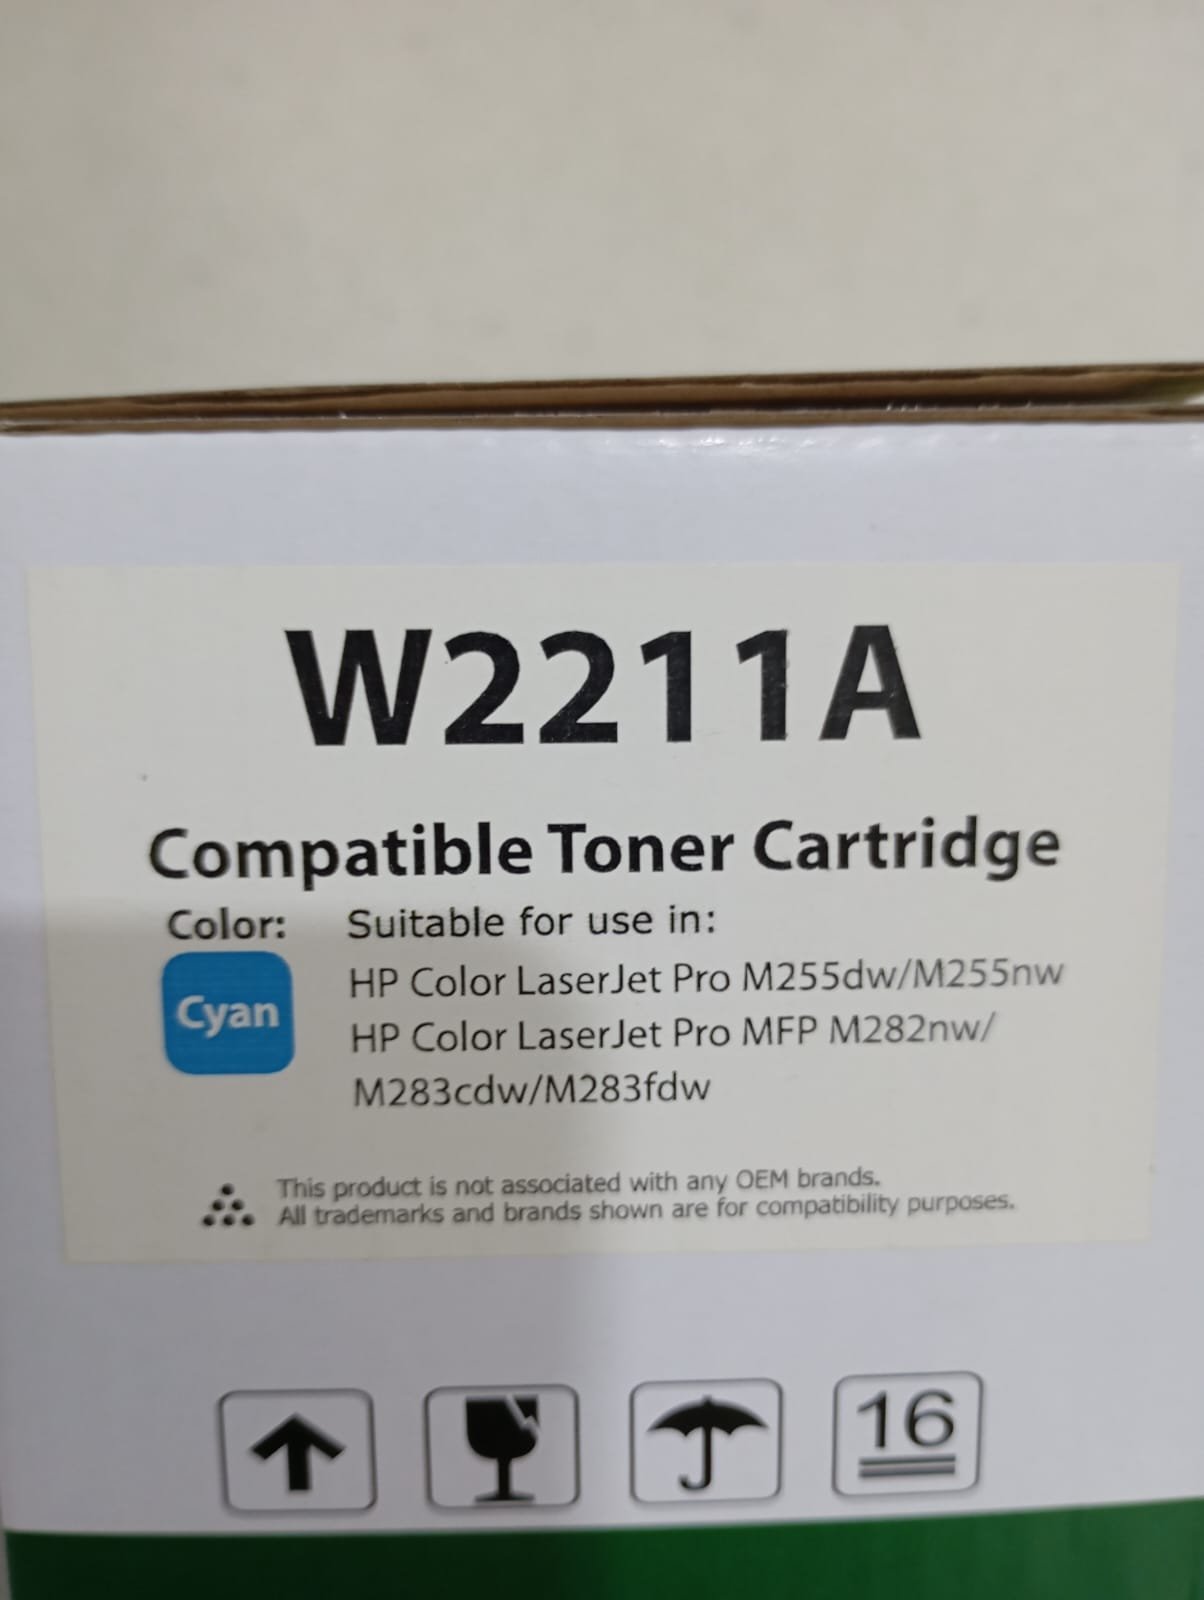 W2211A
Compatible Toner Cartridge
Color:
Cyan
Suitable for use in:
HP Color LaserJet Pro M255dw/M255nw
HP Color LaserJet Pro MFP M282nw/
M283cdw/M283fdw
This product is not associated with any OEM brands.
All trademarks and brands shown are for compatibility purposes.
16